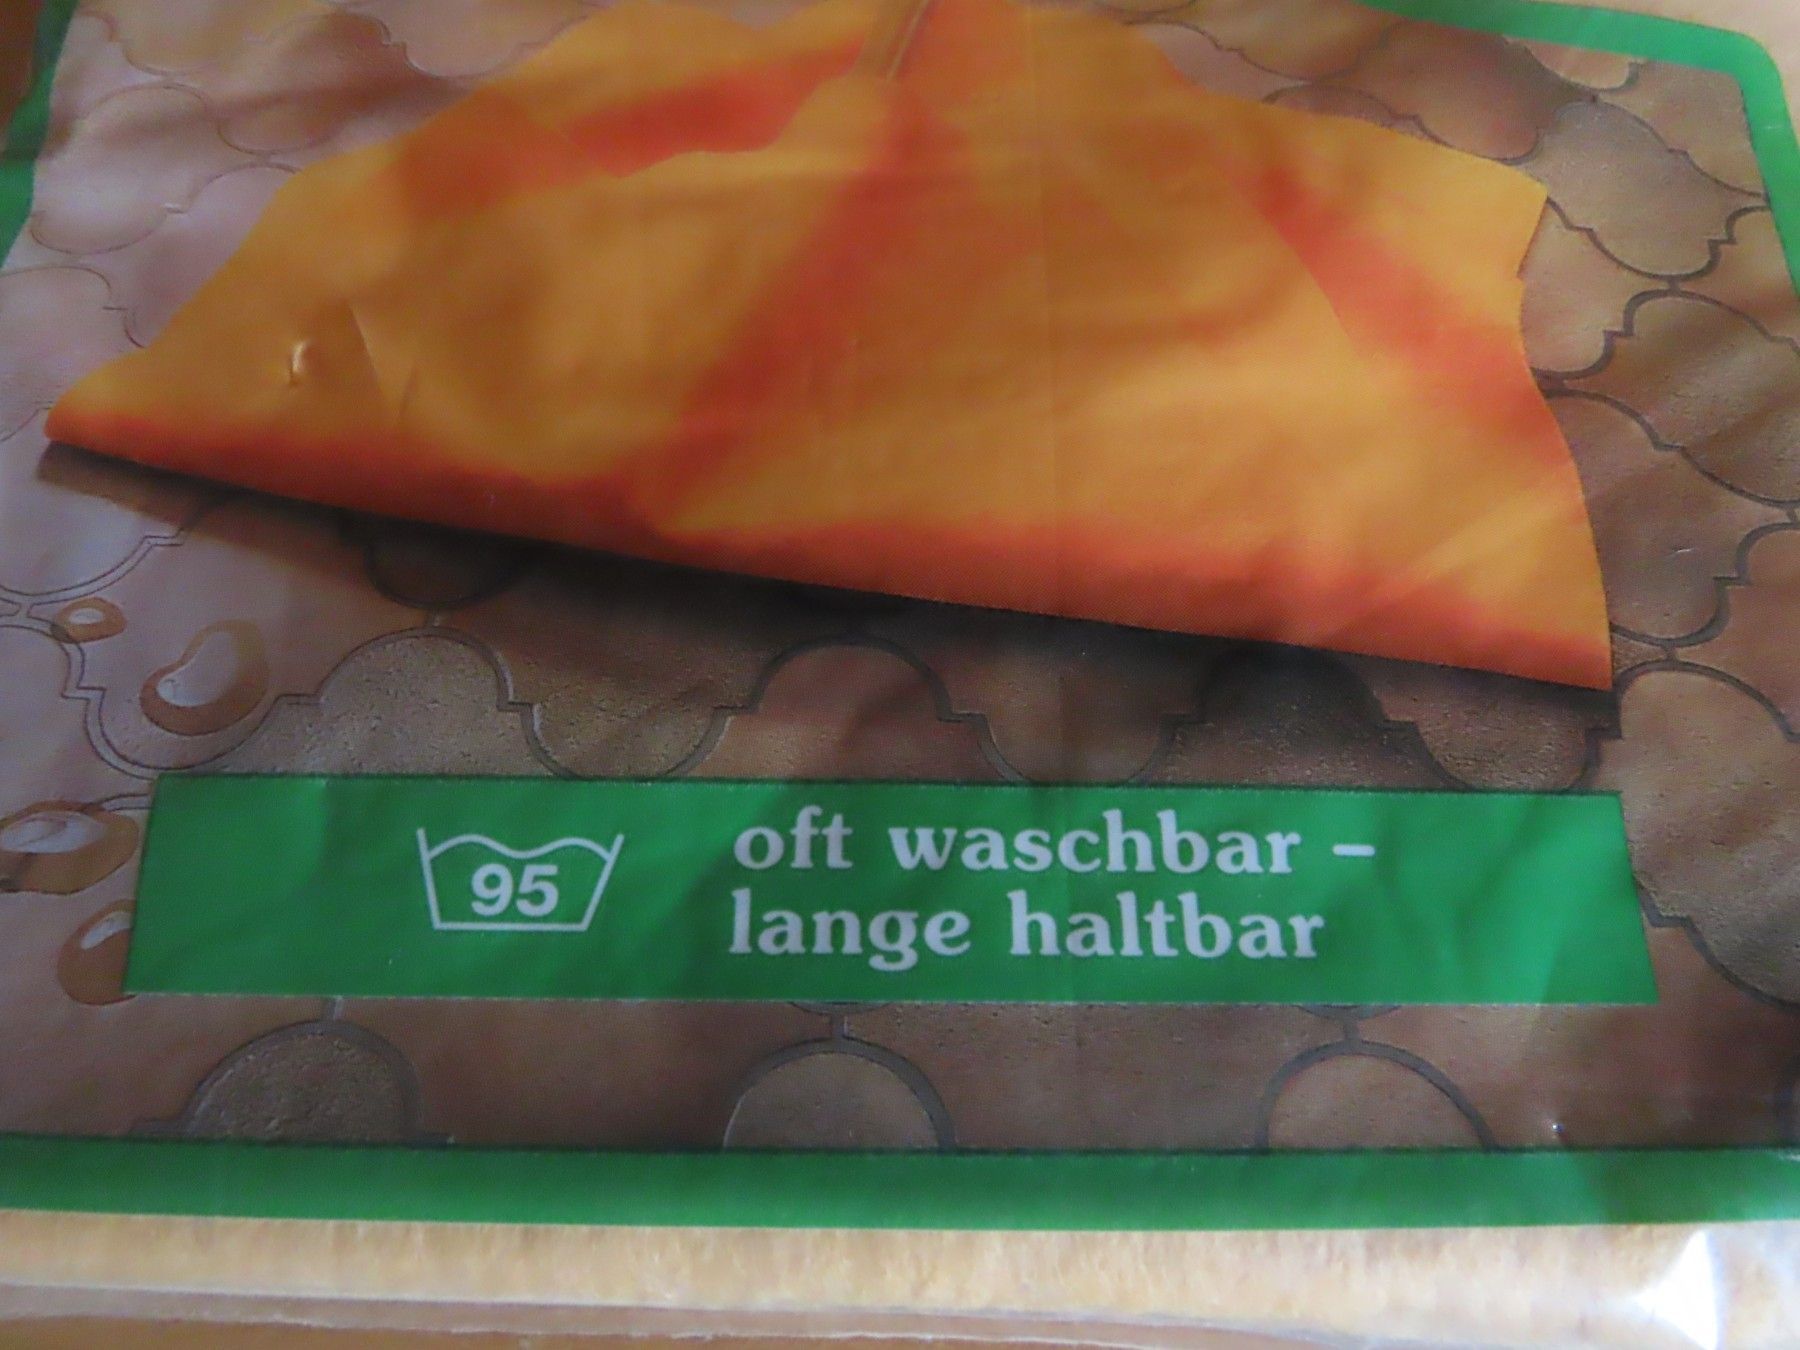 95
oft waschbar –
lange haltbar